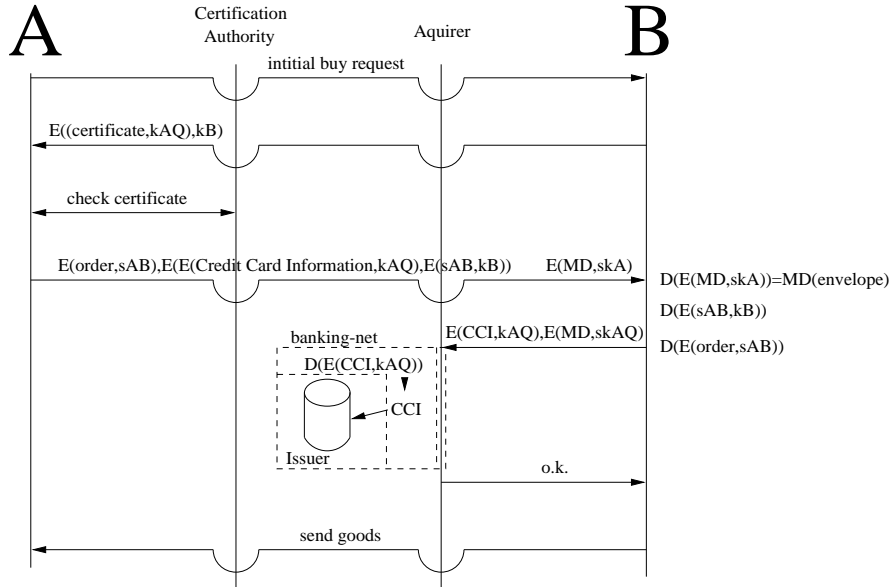 A
Certification
Authority
Aquirer
B
intitial buy request
E((certificate,kAQ),kB)
check certificate
E(order,sAB),E(E(Credit Card Information,kAQ),E(sAB,kB))
E(MD,skA)
D(E(MD,skA))=MD(envelope)
D(E(sAB,kB))
banking-net
E(CCI,kAQ),E(MD,skAQ)
D(E(order,sAB))
D(E(CCI,kAQ))
CCI
Issuer
o.k.
send goods